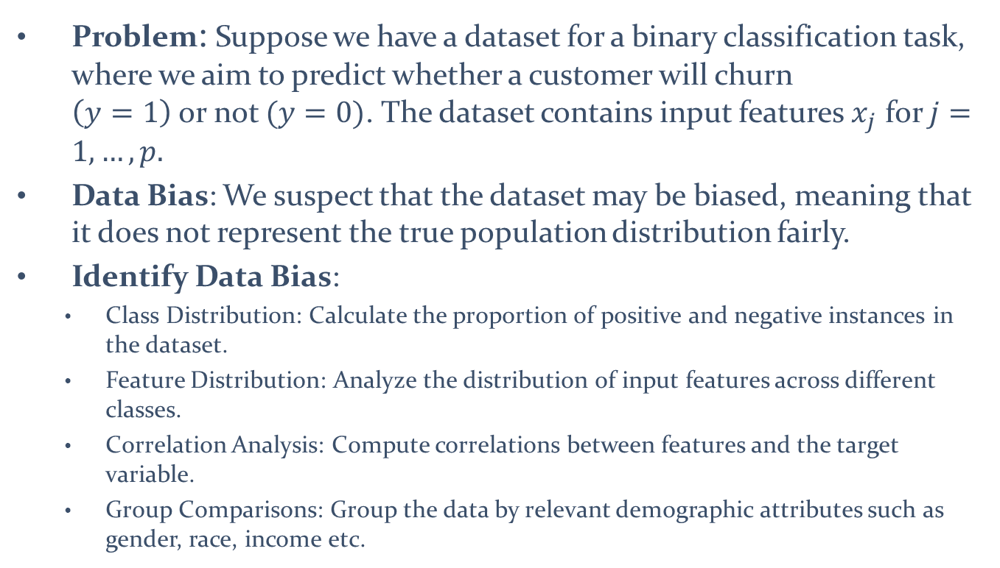 • Problem: Suppose we have a dataset for a binary classification task,
where we aim to predict whether a customer will churn
(𝑦 = 1) or not (𝑦 = 0). The dataset contains input features 𝑥𝑗 for 𝑗 =
1, … , 𝑝.
• Data Bias: We suspect that the dataset may be biased, meaning that
it does not represent the true population distribution fairly.
• Identify Data Bias:
• Class Distribution: Calculate the proportion of positive and negative instances in
the dataset.
• Feature Distribution: Analyze the distribution of input features across different
classes.
• Correlation Analysis: Compute correlations between features and the target
variable.
• Group Comparisons: Group the data by relevant demographic attributes such as
gender, race, income etc.